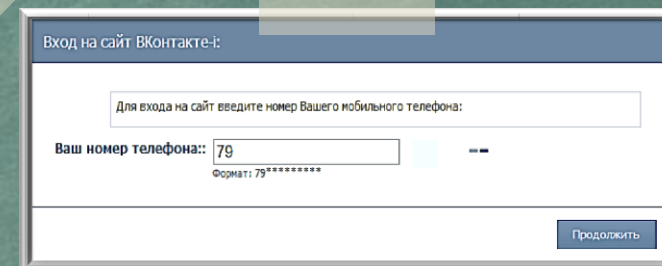 Вход на сайт ВКонтакте-i:
Для входа на сайт введите номер Вашего мобильного телефона:
Ваш номер телефона:: 79
Формат: 79*********
Продолжить